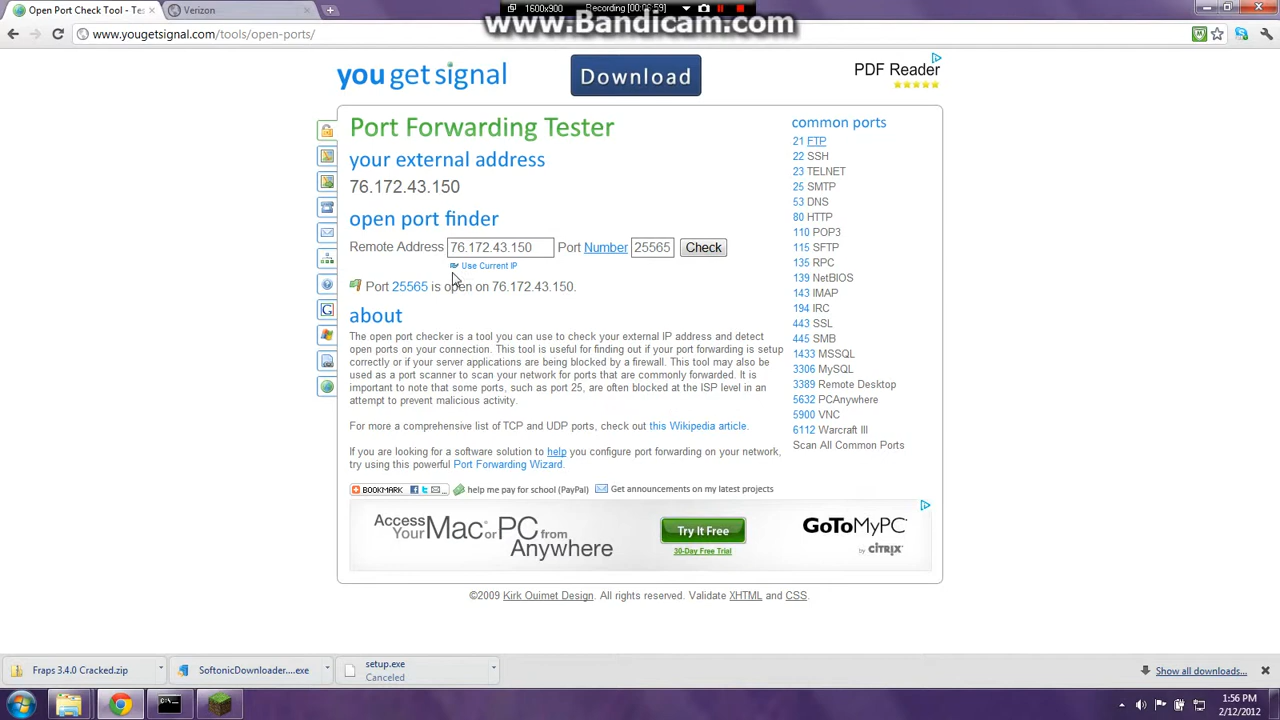 Open Port Check Tool - Tes
Verizon
1600x900
Recording [00:06:59]
www.Bandicam.com
www.yougetsignal.com/tools/open-ports/
you get signal
Download
PDF Reader
Port Forwarding Tester
your external address
76.172.43.150
open port finder
Remote Address 76.172.43.150 Port Number 25565 Check
Use Current IP
Port 25565 is open on 76.172.43.150.
about
The open port checker is a tool you can use to check your external IP address and detect
open ports on your connection. This tool is useful for finding out if your port forwarding is setup
correctly or if your server applications are being blocked by a firewall. This tool may also be
used as a port scanner to scan your network for ports that are commonly forwarded. It is
important to note that some ports, such as port 25, are often blocked at the ISP level in an
attempt to prevent malicious activity.
For more a comprehensive list of TCP and UDP ports, check out this Wikipedia article.
If you are looking for a software solution to help you configure port forwarding on your network,
try using this powerful Port Forwarding Wizard.
common ports
21 FTP
22 SSH
23 TELNET
25 SMTP
53 DNS
80 HTTP
110 POP3
115 SFTP
135 RPC
139 NetBIOS
143 IMAP
194 IRC
443 SSL
445 SMB
1433 MSSQL
3306 MySQL
3389 Remote Desktop
5632 PCAnywhere
5900 VNC
6112 Warcraft III
Scan All Common Ports
BOOKMARK
help me pay for school (PayPal)
Get announcements on my latest projects
Access
Your Mac or PC from
Anywhere
Try It Free
30-Day Free Trial
GoToMyPC
by CITRIX
©2009 Kirk Ouimet Design. All rights reserved. Validate XHTML and CSS.
Fraps 3.4.0 Cracked.zip
SoftonicDownloader....exe
setup.exe
Canceled
Show all downloads...
1:56 PM
2/12/2012